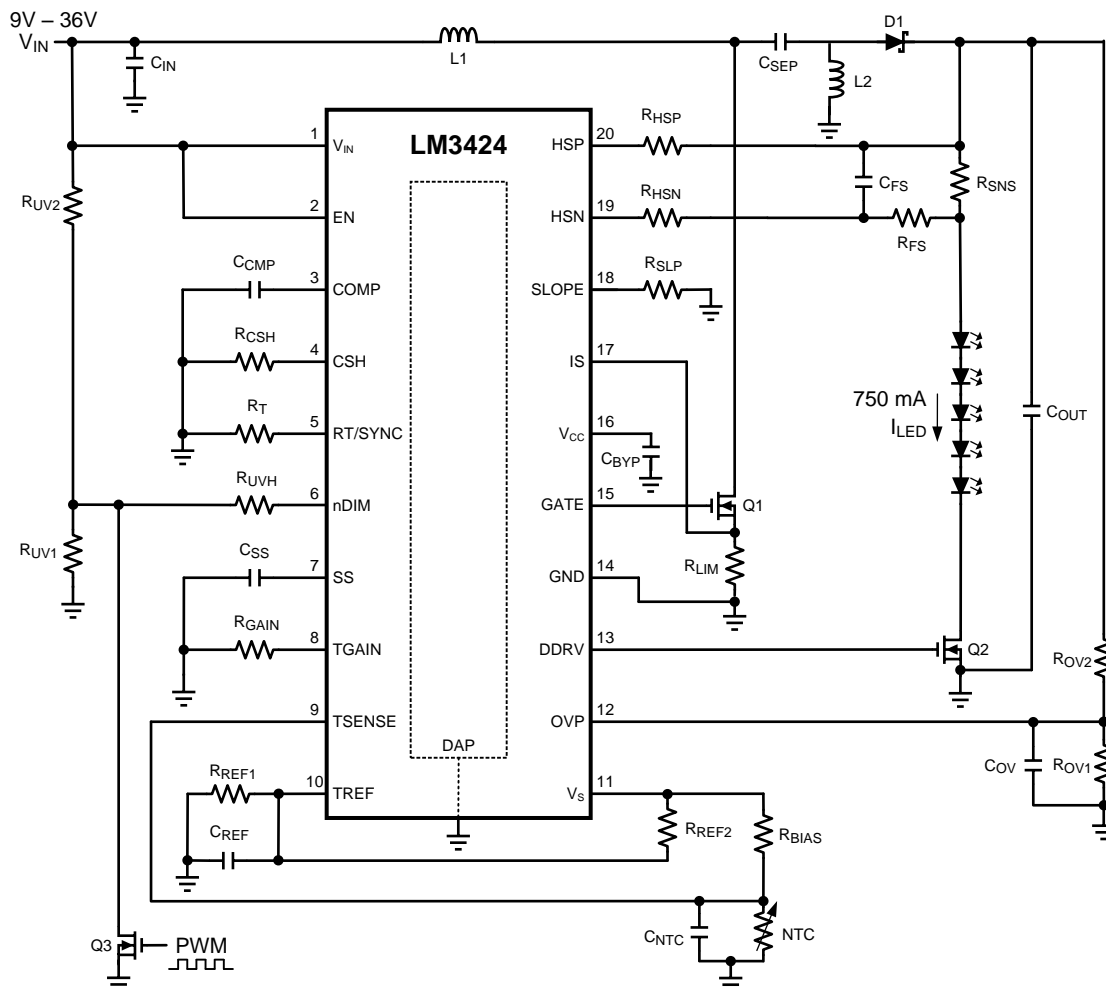 9V – 36V
VIN
CIN
L1
CSEP
D1
L2
LM3424
1
VIN
HSP
20
RHSP
RUV2
2
EN
HSN
19
RHSN
CFS
RSNS
RFS
CCMP
3
COMP
SLOPE
18
RSLP
RCSH
4
CSH
IS
17
RT
5
RT/SYNC
VCC
16
CBYP
750 mA
ILED
COUT
RUVH
6
nDIM
GATE
15
Q1
RUV1
CSS
7
SS
GND
14
RLIM
RGAIN
8
TGAIN
DDRV
13
Q2
ROV2
9
TSENSE
OVP
12
DAP
COV
ROV1
RREF1
10
TREF
VS
11
CREF
RREF2
RBIAS
CNTC
NTC
Q3
PWM